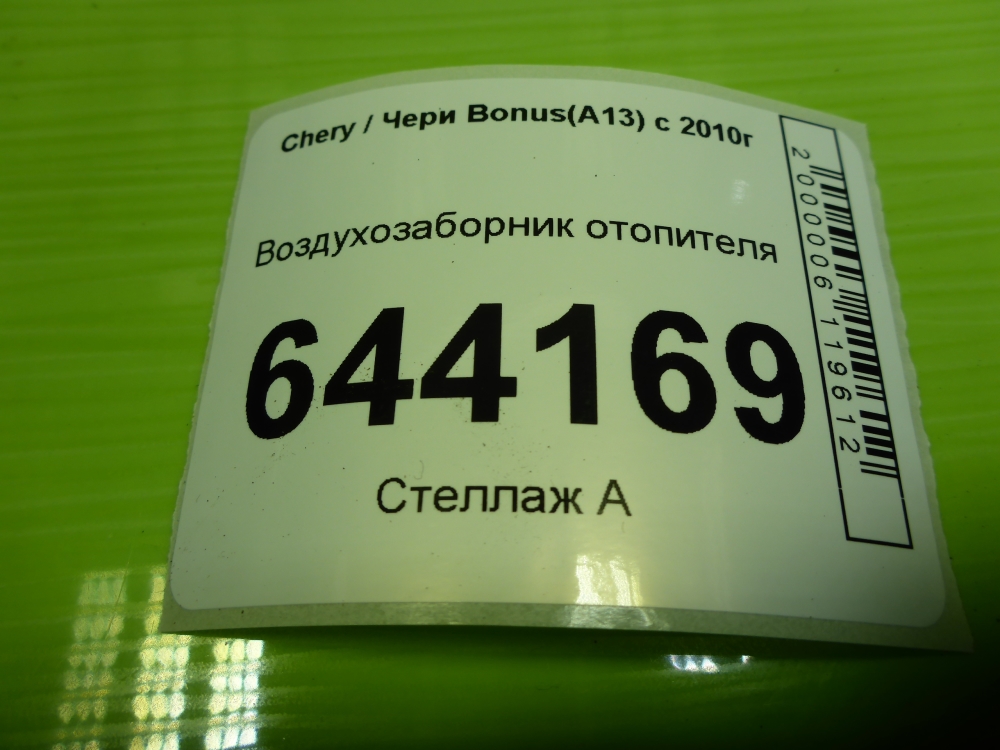 Chery / Чери Bonus(A13) с 2010г
Воздухозаборник отопителя
644169
Стеллаж А
2000006119612